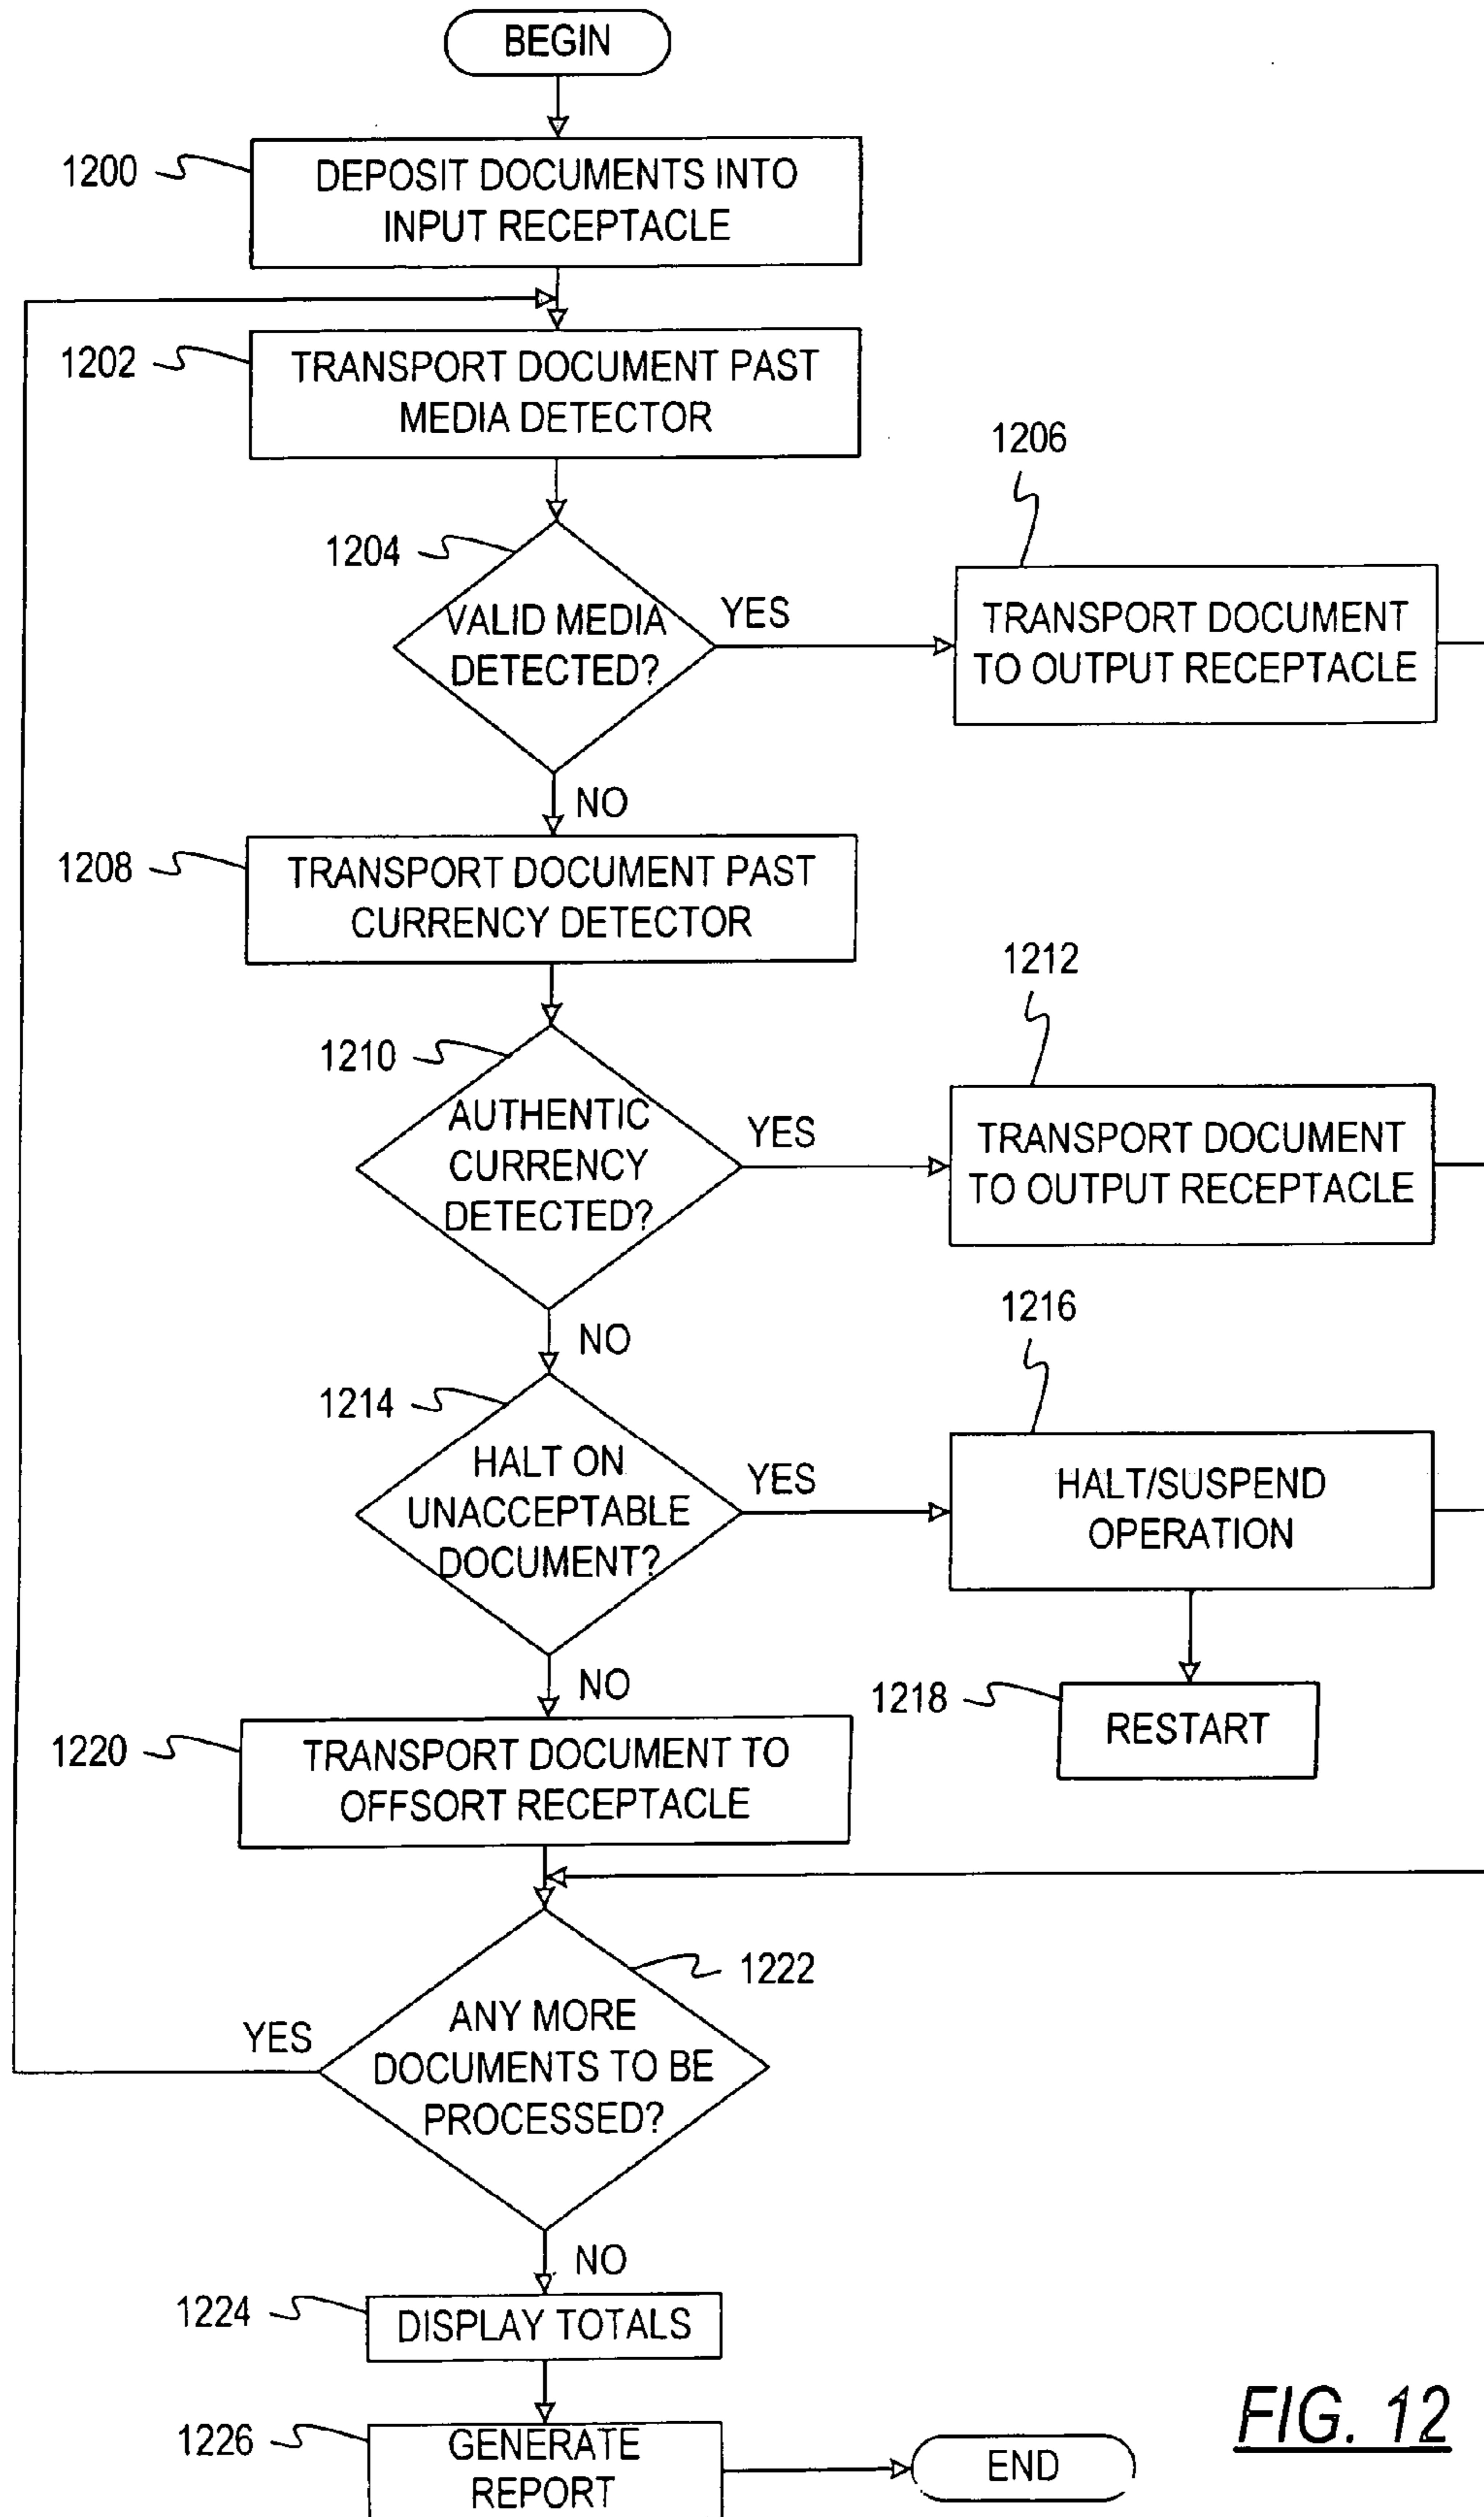 BEGIN
1200
DEPOSIT DOCUMENTS INTO
INPUT RECEPTACLE
1202
TRANSPORT DOCUMENT PAST
MEDIA DETECTOR
1204
VALID MEDIA
DETECTED?
YES
1206
TRANSPORT DOCUMENT
TO OUTPUT RECEPTACLE
NO
1208
TRANSPORT DOCUMENT PAST
CURRENCY DETECTOR
1210
AUTHENTIC
CURRENCY
DETECTED?
YES
1212
TRANSPORT DOCUMENT
TO OUTPUT RECEPTACLE
NO
1214
HALT ON
UNACCEPTABLE
DOCUMENT?
YES
1216
HALT/SUSPEND
OPERATION
1218
RESTART
NO
1220
TRANSPORT DOCUMENT TO
OFFSORT RECEPTACLE
1222
ANY MORE
DOCUMENTS TO BE
PROCESSED?
YES
NO
1224
DISPLAY TOTALS
1226
GENERATE
REPORT
END
FIG. 12